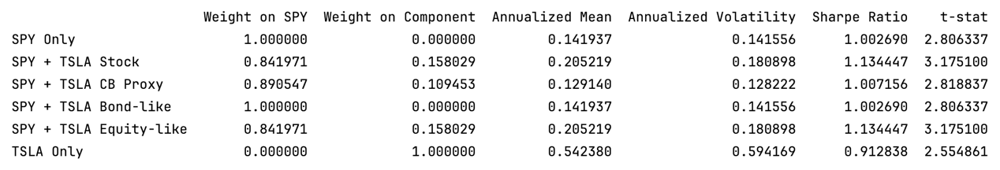 Weight on SPY  Weight on Component  Annualized Mean  Annualized Volatility  Sharpe Ratio  t-stat
SPY Only  1.000000  0.000000  0.141937  0.141556  1.002690  2.806337
SPY + TSLA Stock  0.841971  0.158029  0.205219  0.180898  1.134447  3.175100
SPY + TSLA CB Proxy  0.890547  0.109453  0.129140  0.128222  1.007156  2.818837
SPY + TSLA Bond-like  1.000000  0.000000  0.141937  0.141556  1.002690  2.806337
SPY + TSLA Equity-like  0.841971  0.158029  0.205219  0.180898  1.134447  3.175100
TSLA Only  0.000000  1.000000  0.542380  0.594169  0.912838  2.554861